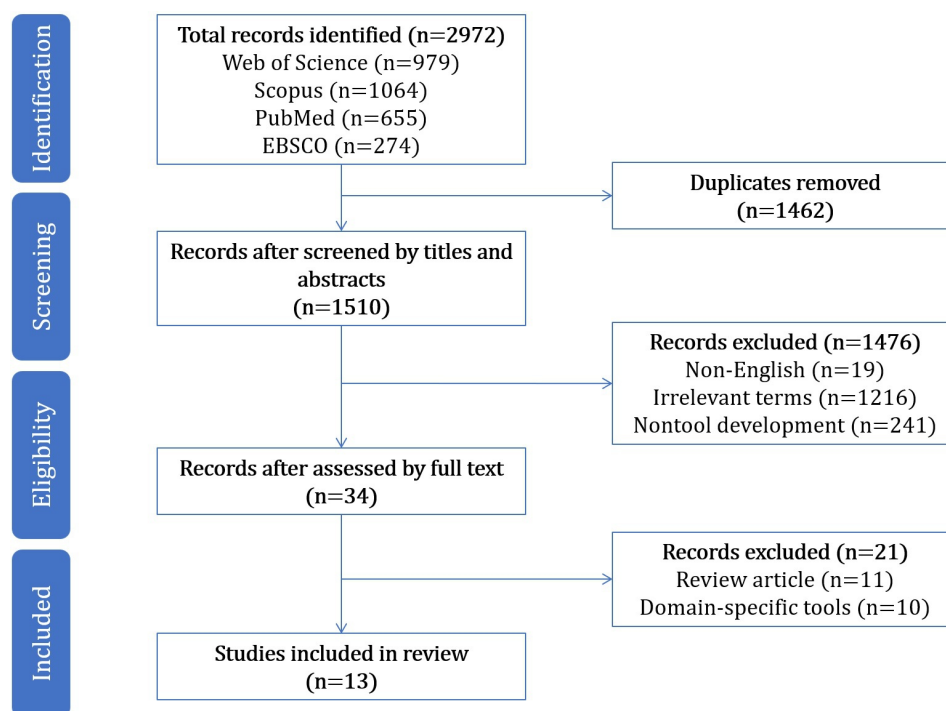 Identification
Total records identified (n=2972)
Web of Science (n=979)
Scopus (n=1064)
PubMed (n=655)
EBSCO (n=274)
Duplicates removed
(n=1462)
Screening
Records after screened by titles and
abstracts
(n=1510)
Records excluded (n=1476)
Non-English (n=19)
Irrelevant terms (n=1216)
Nontool development (n=241)
Eligibility
Records after assessed by full text
(n=34)
Records excluded (n=21)
Review article (n=11)
Domain-specific tools (n=10)
Included
Studies included in review
(n=13)